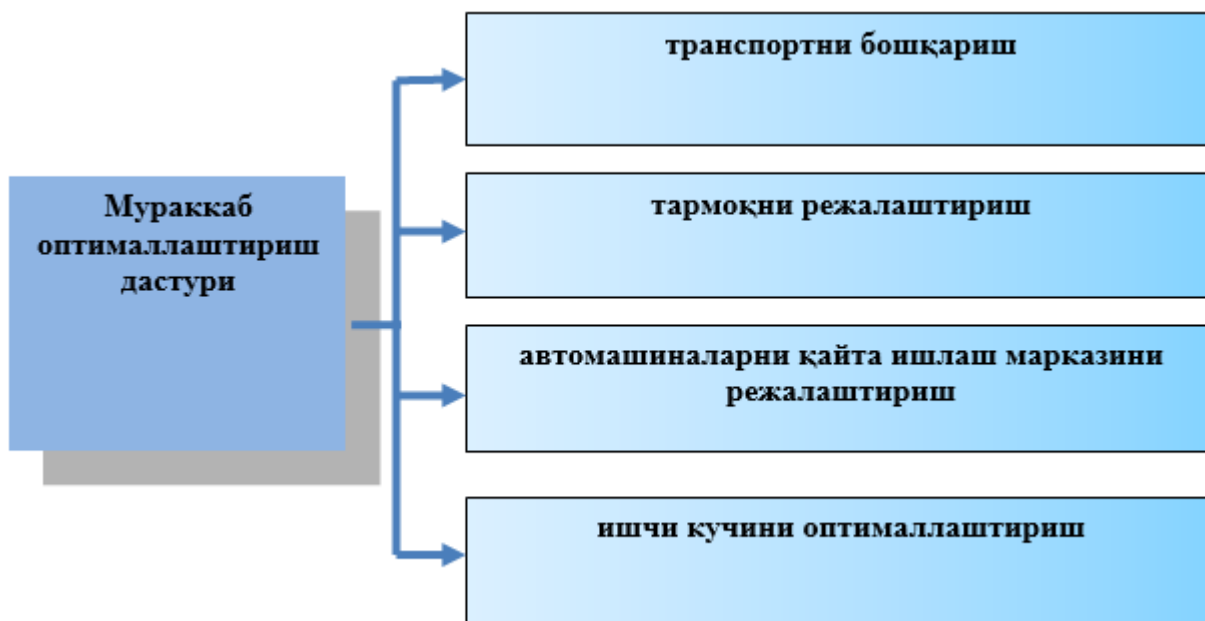 Мураккаб
оптималлаштириш
дастури
транспортни бошқариш
тармоқни режалаштириш
автомашиналарни қайта ишлаш марказини
режалаштириш
ишчи кучини оптималлаштириш